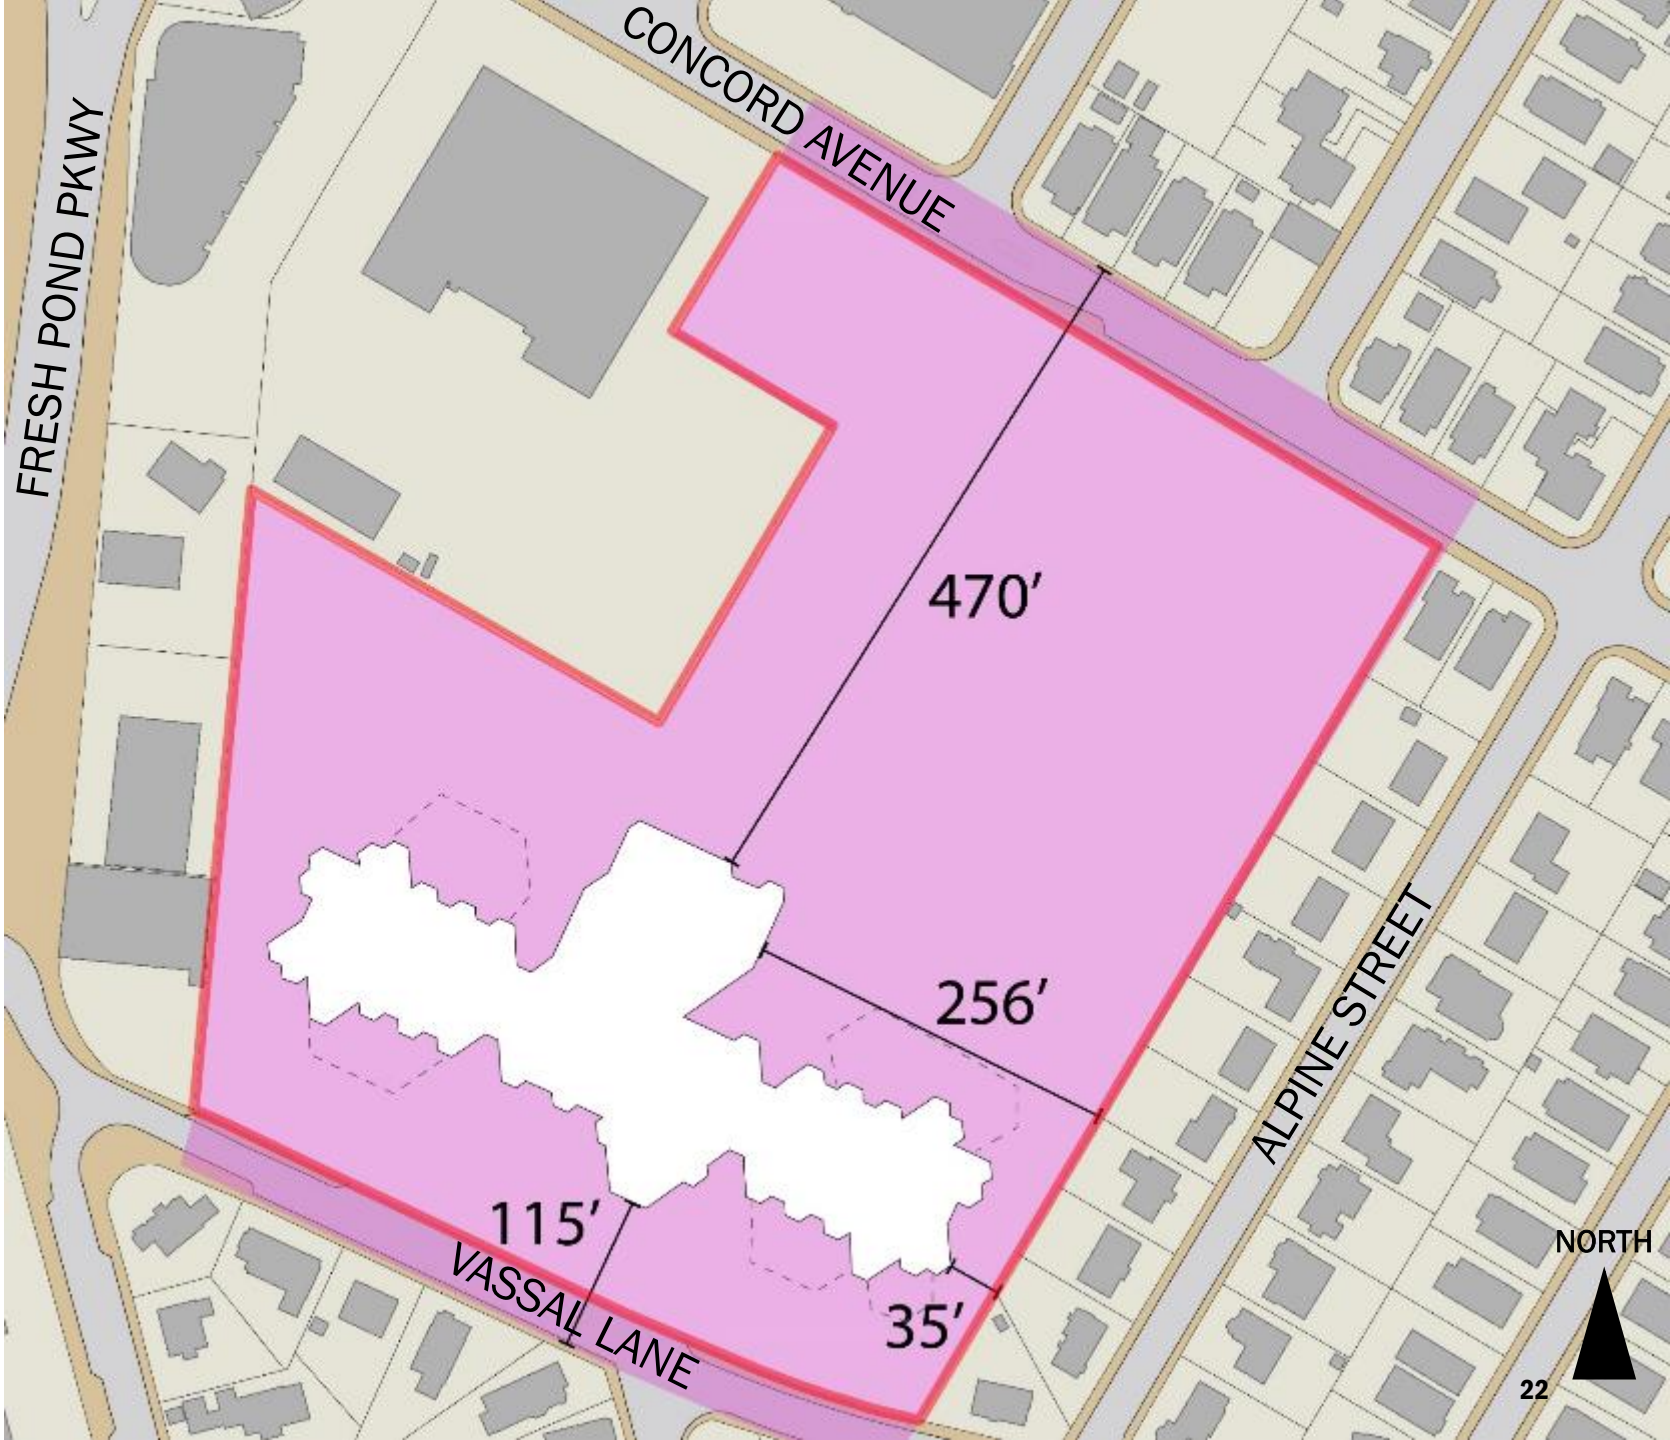 CONCORD AVENUE
FRESH POND PKWY
470’
256’
ALPINE STREET
115’
VASSAL LANE
35’
NORTH
22